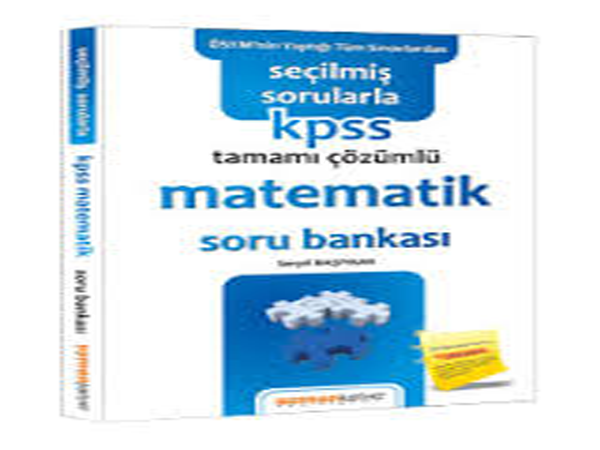 ÖSYM'nin Yaptığı Tüm Sınavlardan
seçilmiş
sorularla
kpss
tamamı çözümlü
matematik
soru bankası
seçilmiş sorularla kpss matematik soru bankası